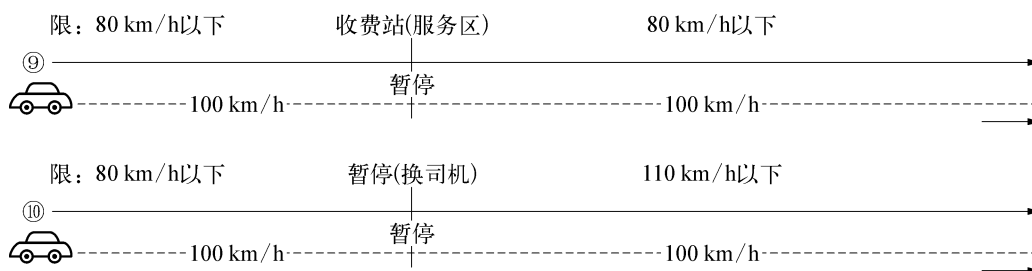 限：80 km/h以下 收费站(服务区) 80 km/h以下
⑨
暂停
100 km/h 100 km/h
限：80 km/h以下 暂停(换司机) 110 km/h以下
⑩
暂停
100 km/h 100 km/h